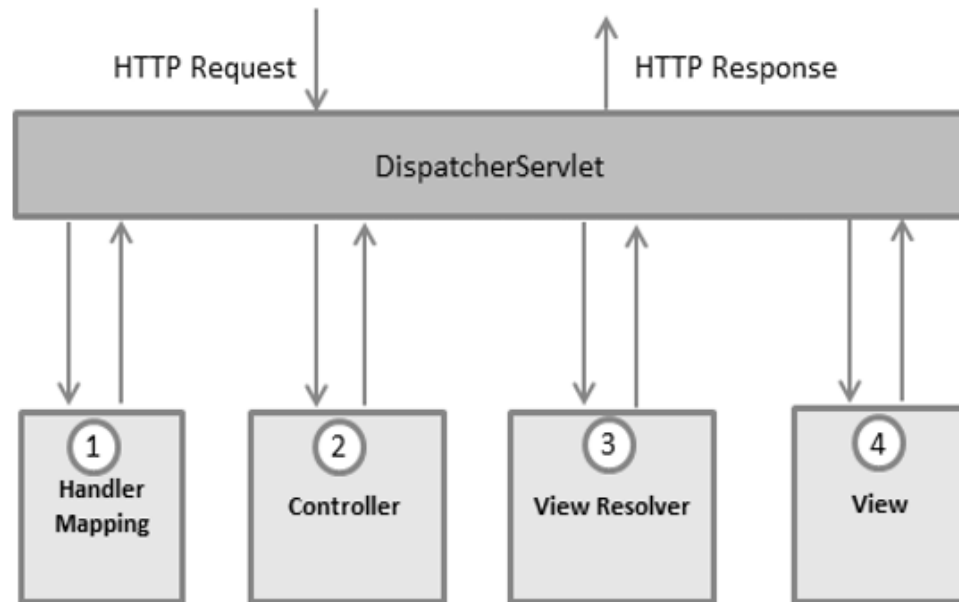 HTTP Request
HTTP Response
DispatcherServlet
1
Handler
Mapping
2
Controller
3
View Resolver
4
View